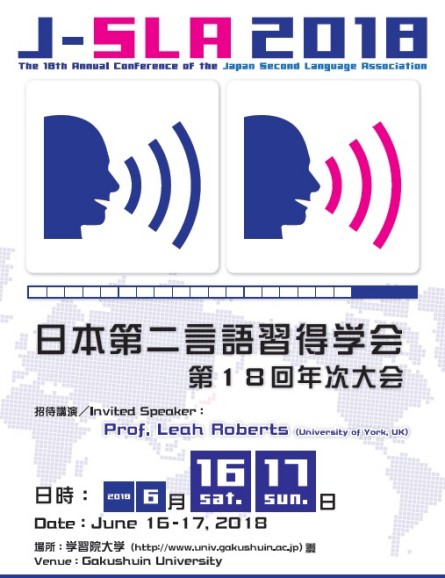 J-SLA 2018
The 18th Annual Conference of the Japan Second Language Association
日本第二言語習得学会
第18回年次大会
招待講演／Invited Speaker：
Prof. Leah Roberts (University of York, UK)
日時： 2018 6月 16 sat. 17 sun. 日
Date : June 16-17, 2018
場所：学習院大学 (http://www.univ.gakushuin.ac.jp)
Venue : Gakushuin University